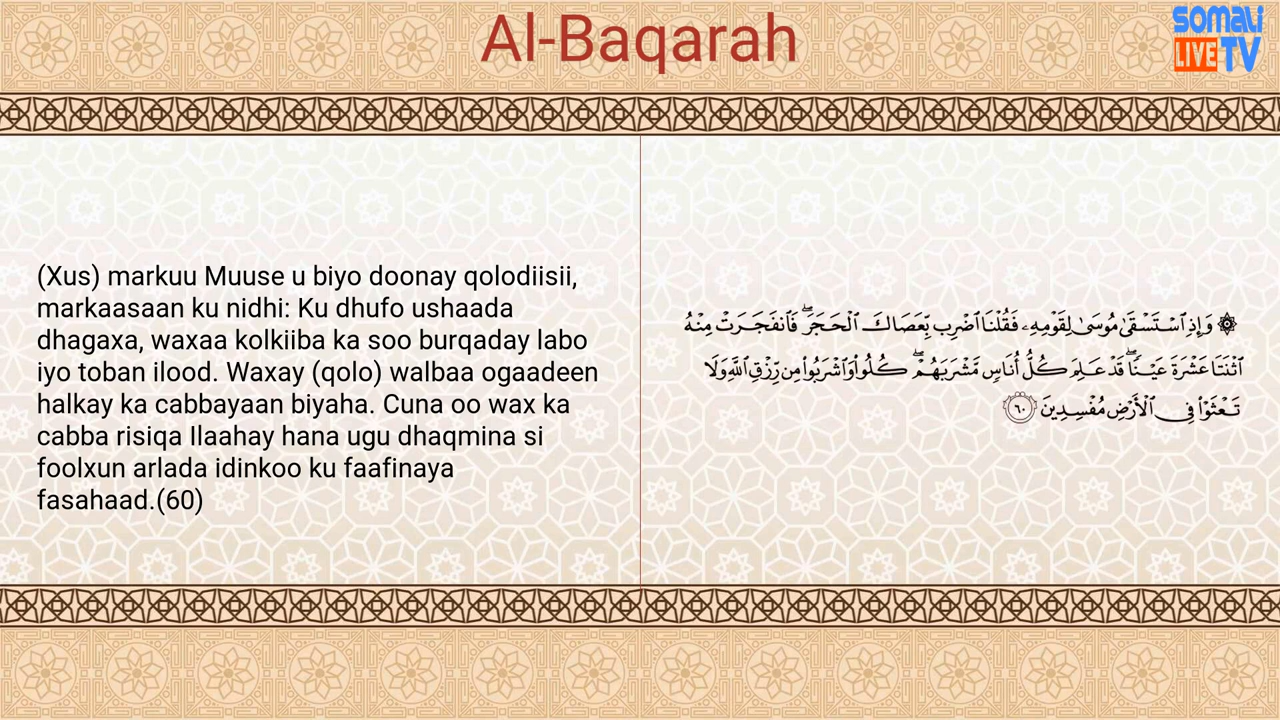 Al-Baqarah
SOMALI
LIVE TV
(Xus) markuu Muuse u biyo doonay qolodiisii,
markaasaan ku nidhi: Ku dhufo ushaada
dhagaxa, waxaa kolkiiba ka soo burqaday labo
iyo toban ilood. Waxay (qolo) walbaa ogaadeen
halkay ka cabbayaan biyaha. Cuna oo wax ka
cabba risiqa Ilaahay hana ugu dhaqmina si
foolxun arlada idinkoo ku faafinaya
fasahaad.(60)
۞ وَإِذِ ٱسْتَسْقَىٰ مُوسَىٰ لِقَوْمِهِۦ فَقُلْنَا ٱضْرِب بِّعَصَاكَ ٱلْحَجَرَ ۖ فَٱنفَجَرَتْ مِنْهُ
ٱثْنَتَا عَشْرَةَ عَيْنًا ۖ قَدْ عَلِمَ كُلُّ أُنَاسٍ مَّشْرَبَهُمْ ۖ كُلُوا۟ وَٱشْرَبُوا۟ مِن رِّزْقِ ٱللَّهِ وَلَا
تَعْثَوْا۟ فِى ٱلْأَرْضِ مُفْسِدِينَ ٦٠